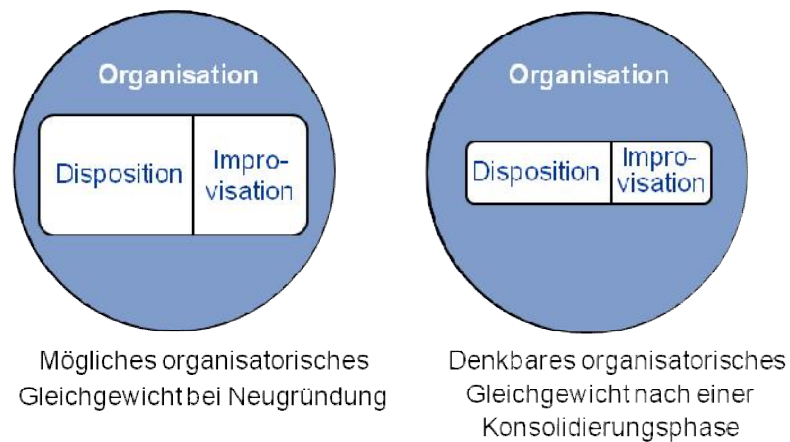 Organisation
Disposition
Impro-
visation
Mögliches organisatorisches
Gleichgewicht bei Neugründung
Organisation
Disposition
Impro-
visation
Denkbares organisatorisches
Gleichgewicht nach einer
Konsolidierungsphase